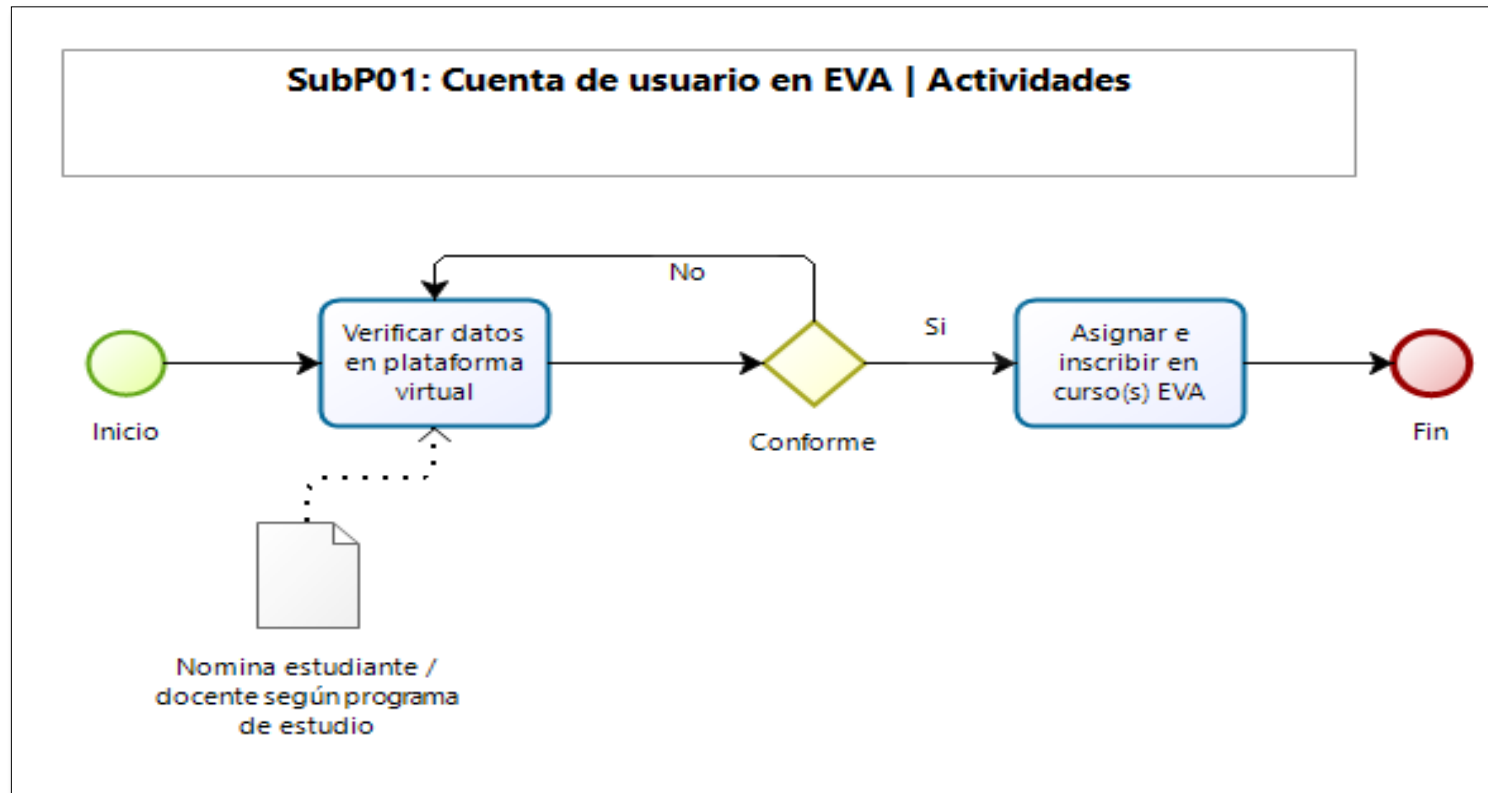 SubP01: Cuenta de usuario en EVA | Actividades
No
Verificar datos
en plataforma
virtual
Si
Asignar e
inscribir en
curso(s) EVA
Inicio
Conforme
Fin
Nomina estudiante /
docente según programa
de estudio